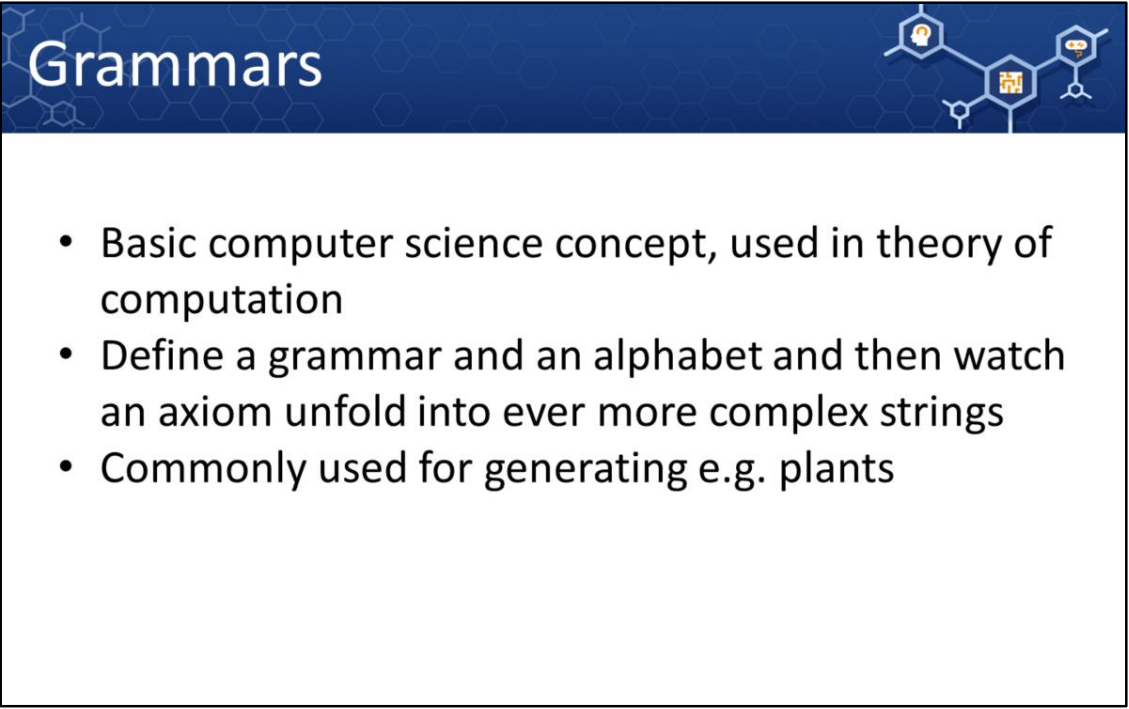 Grammars
• Basic computer science concept, used in theory of
computation
• Define a grammar and an alphabet and then watch
an axiom unfold into ever more complex strings
• Commonly used for generating e.g. plants